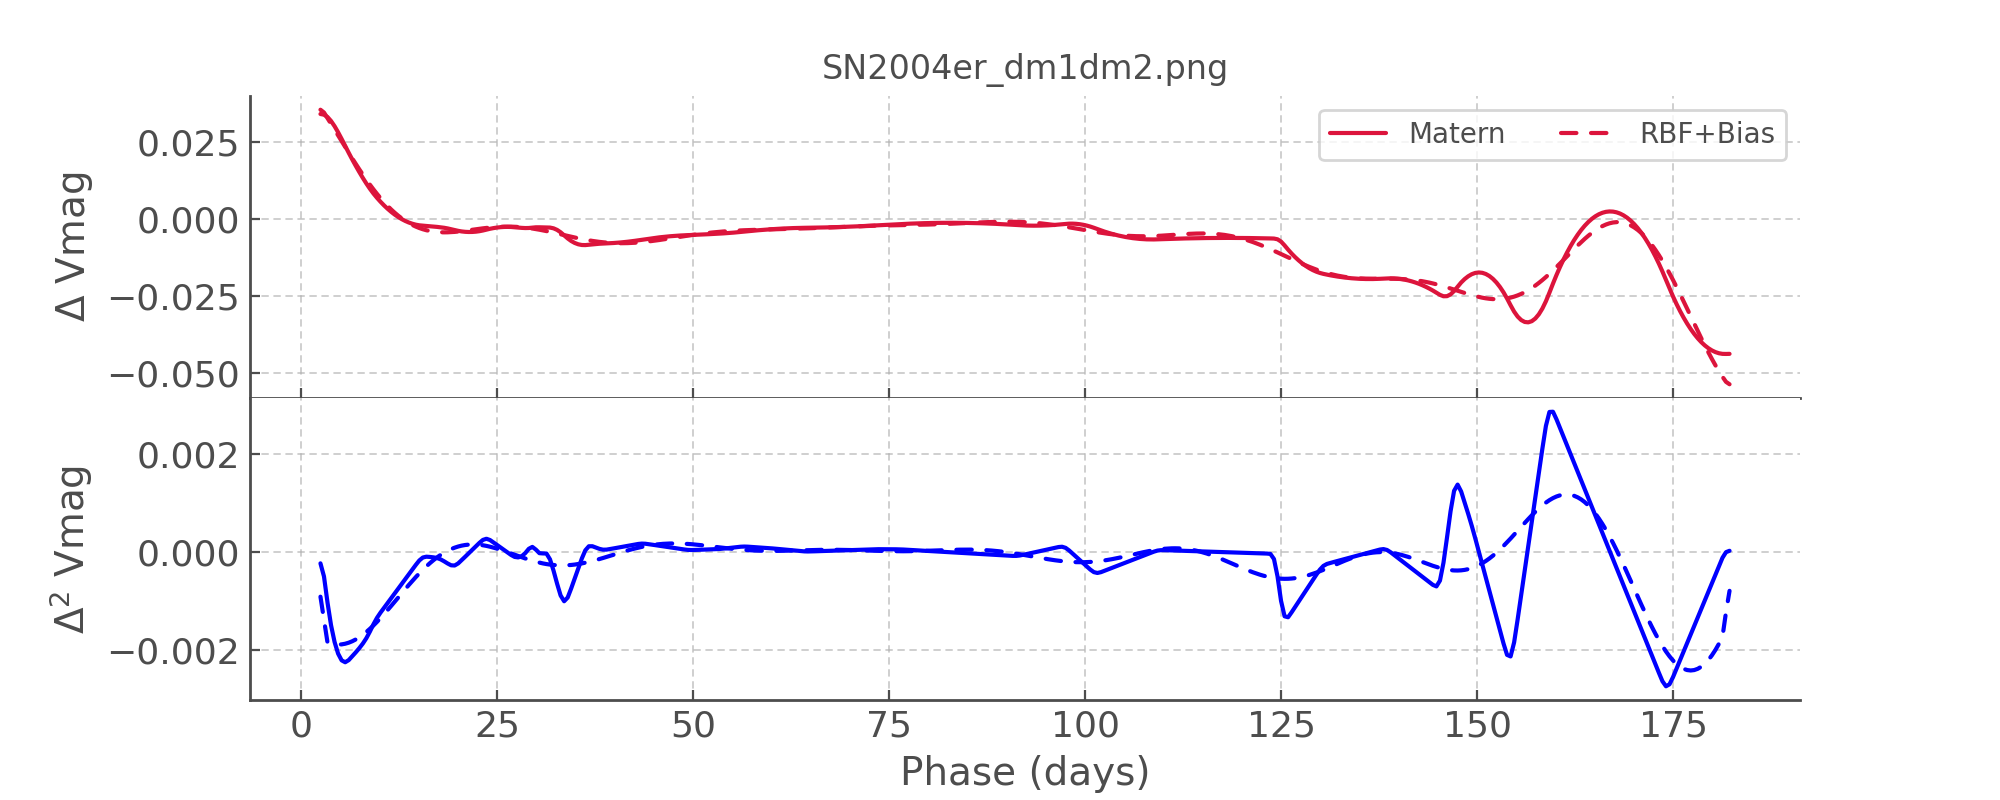 SN2004er_dm1dm2.png
Matern
RBF+Bias
Δ Vmag
0.025
0.000
−0.025
−0.050
Δ² Vmag
0.002
0.000
−0.002
0 25 50 75 100 125 150 175
Phase (days)